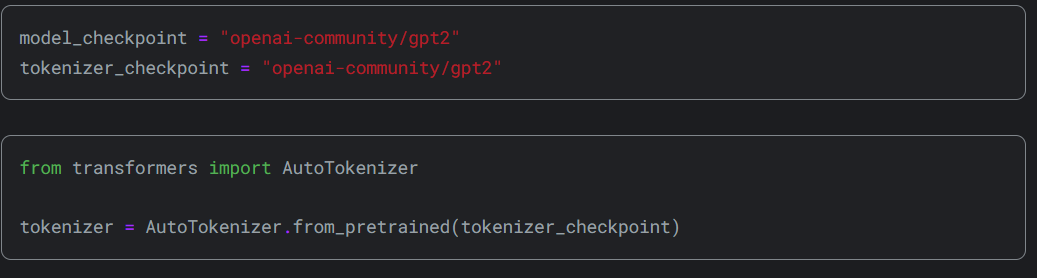 model_checkpoint = "openai-community/gpt2"
tokenizer_checkpoint = "openai-community/gpt2"
from transformers import AutoTokenizer
tokenizer = AutoTokenizer.from_pretrained(tokenizer_checkpoint)